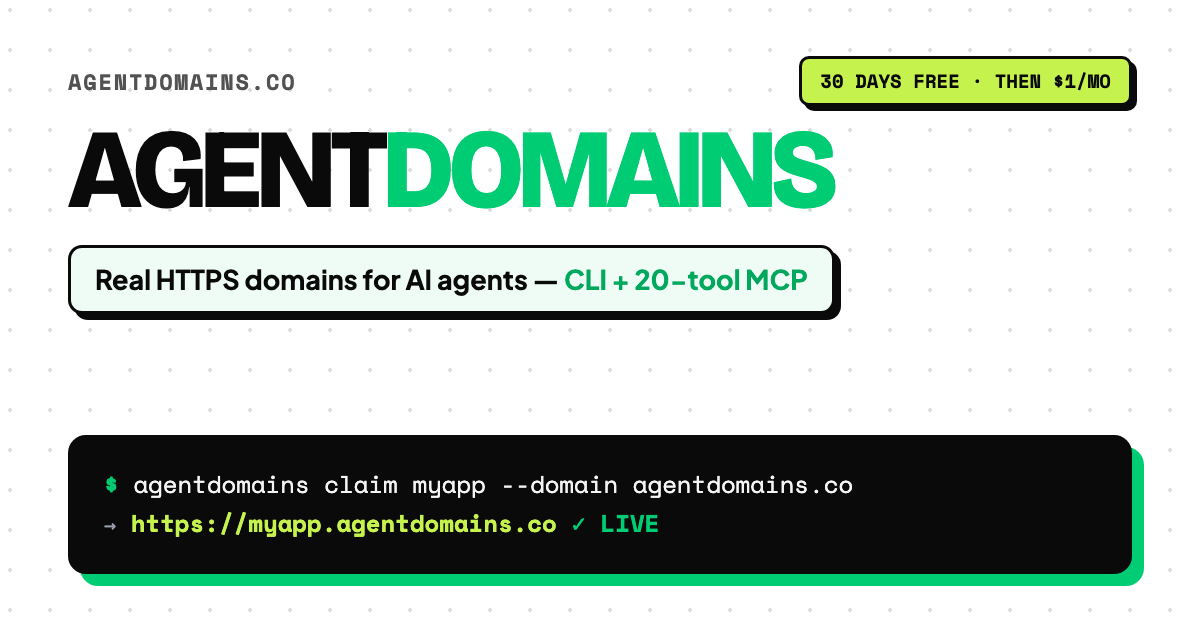 AGENTDOMAINS.CO
30 DAYS FREE · THEN $1/MO
AGENTDOMAINS
Real HTTPS domains for AI agents — CLI + 20-tool MCP
$ agentdomains claim myapp --domain agentdomains.co
→ https://myapp.agentdomains.co ✓ LIVE